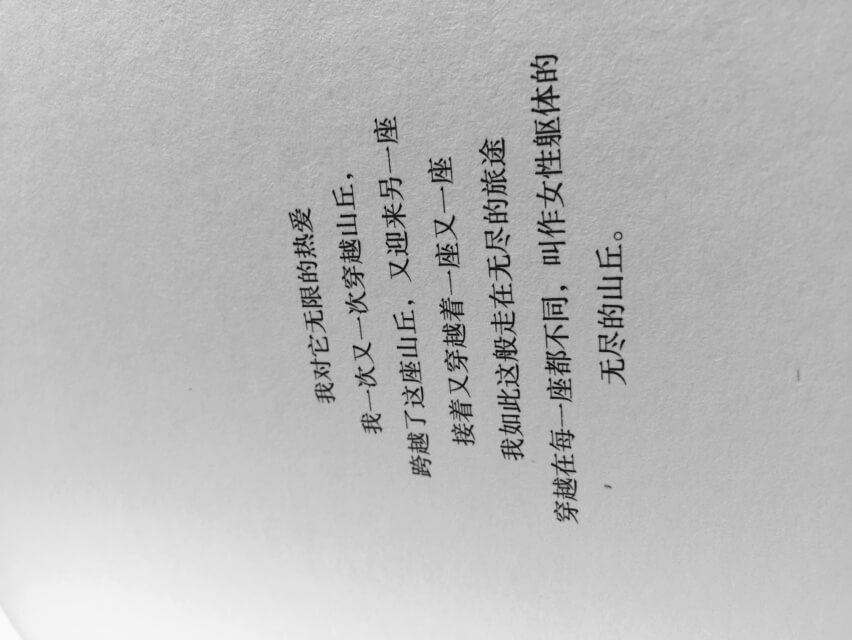 我对它无限的热爱
我一次又一次穿越山丘，
跨越了这座山丘，又迎来另一座
接着又穿越着一座又一座
我如此这般走在无尽的旅途
穿越在每一座都不同，叫作女性躯体的
无尽的山丘。